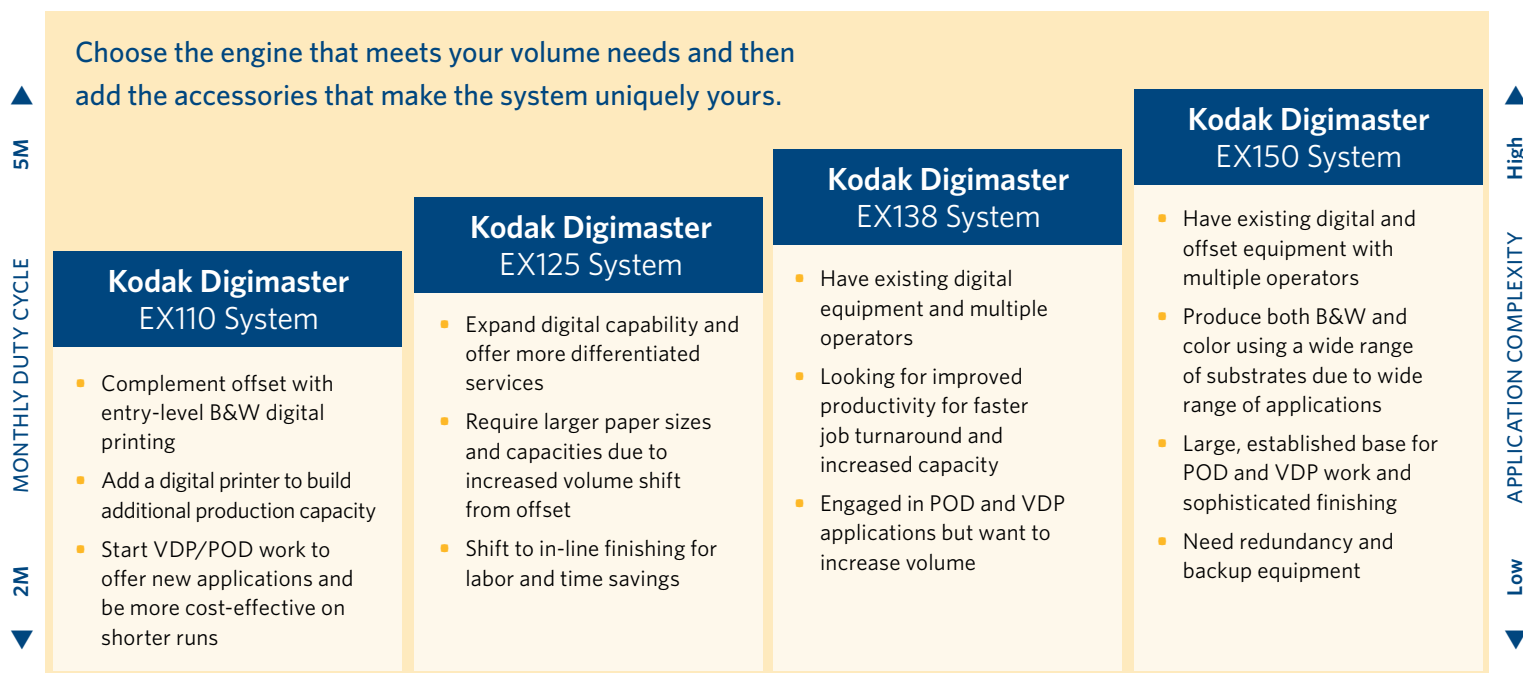 Choose the engine that meets your volume needs and then
add the accessories that make the system uniquely yours.
5M
MONTHLY DUTY CYCLE
2M
Kodak Digimaster
EX110 System
Complement offset with
entry-level B&W digital
printing
Add a digital printer to build
additional production capacity
Start VDP/POD work to
offer new applications and
be more cost-effective on
shorter runs
Kodak Digimaster
EX125 System
Expand digital capability and
offer more differentiated
services
Require larger paper sizes
and capacities due to
increased volume shift
from offset
Shift to in-line finishing for
labor and time savings
Kodak Digimaster
EX138 System
Have existing digital
equipment and multiple
operators
Looking for improved
productivity for faster
job turnaround and
increased capacity
Engaged in POD and VDP
applications but want to
increase volume
Kodak Digimaster
EX150 System
Have existing digital and
offset equipment with
multiple operators
Produce both B&W and
color using a wide range
of substrates due to wide
range of applications
Large, established base for
POD and VDP work and
sophisticated finishing
Need redundancy and
backup equipment
High
APPLICATION COMPLEXITY
Low